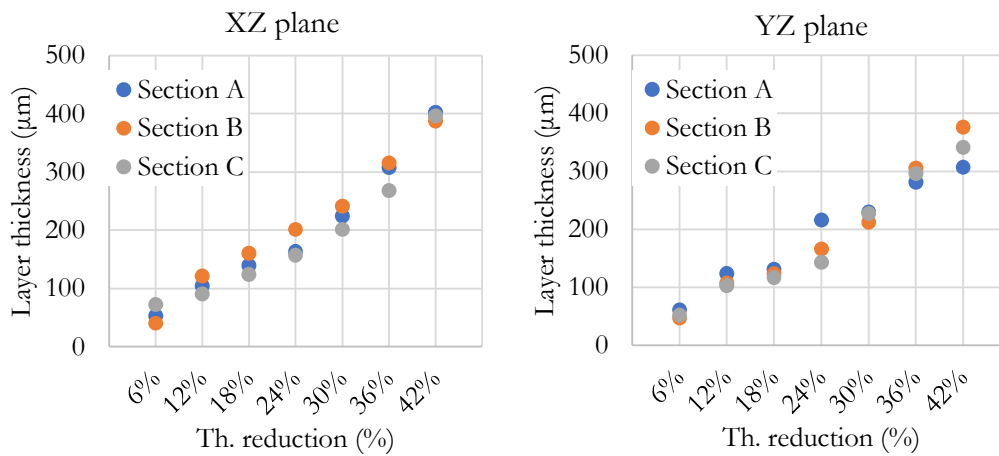 XZ plane
500
400
300
200
100
0
Layer thickness (µm)
Section A
Section B
Section C
6%
12%
18%
24%
30%
36%
42%
Th. reduction (%)
YZ plane
500
400
300
200
100
0
Layer thickness (µm)
Section A
Section B
Section C
6%
12%
18%
24%
30%
36%
42%
Th. reduction (%)